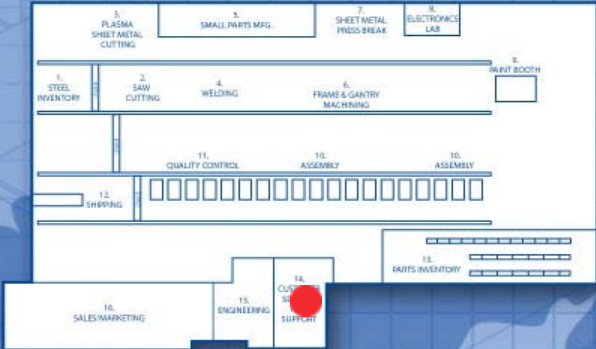 3.
PLASMA
SHEET METAL
CUTTING
5.
SMALL PARTS MFG.
7.
SHEET METAL
PRESS BREAK
8.
ELECTRONICS
LAB
9.
PAINT BOOTH
1.
STEEL
INVENTORY
2.
SAW
CUTTING
4.
WELDING
6.
FRAME & GANTRY
MACHINING
11.
QUALITY CONTROL
10.
ASSEMBLY
10.
ASSEMBLY
12.
SHIPPING
13.
PARTS INVENTORY
14.
SUPPORT
15.
ENGINEERING
16.
SALES/MARKETING